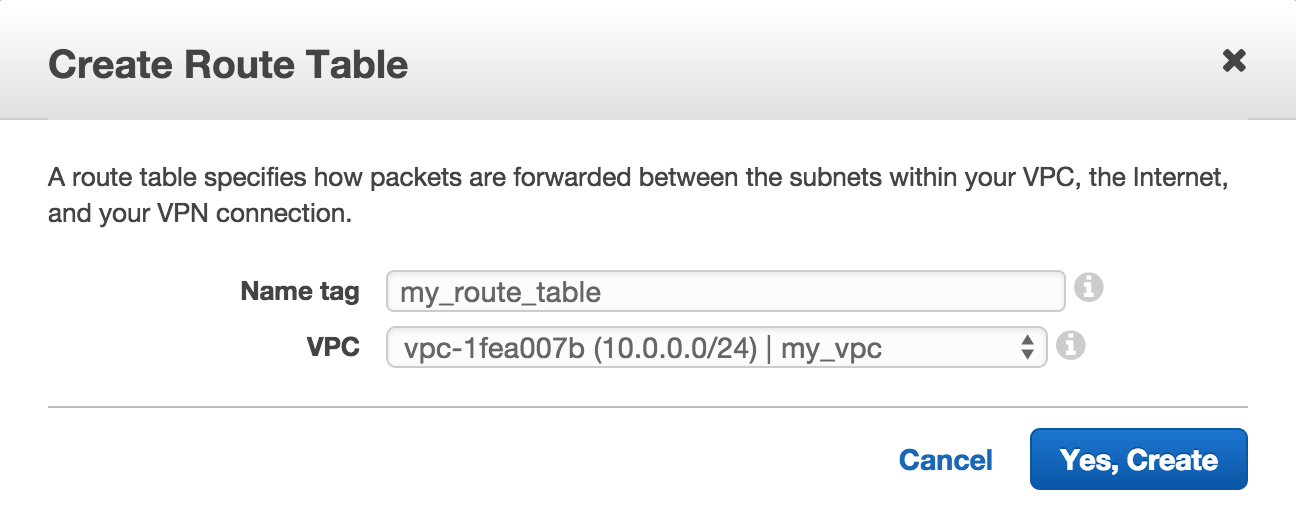 Create Route Table
A route table specifies how packets are forwarded between the subnets within your VPC, the Internet,
and your VPN connection.
Name tag my_route_table
VPC vpc-1fea007b (10.0.0.0/24) | my_vpc
Cancel Yes, Create